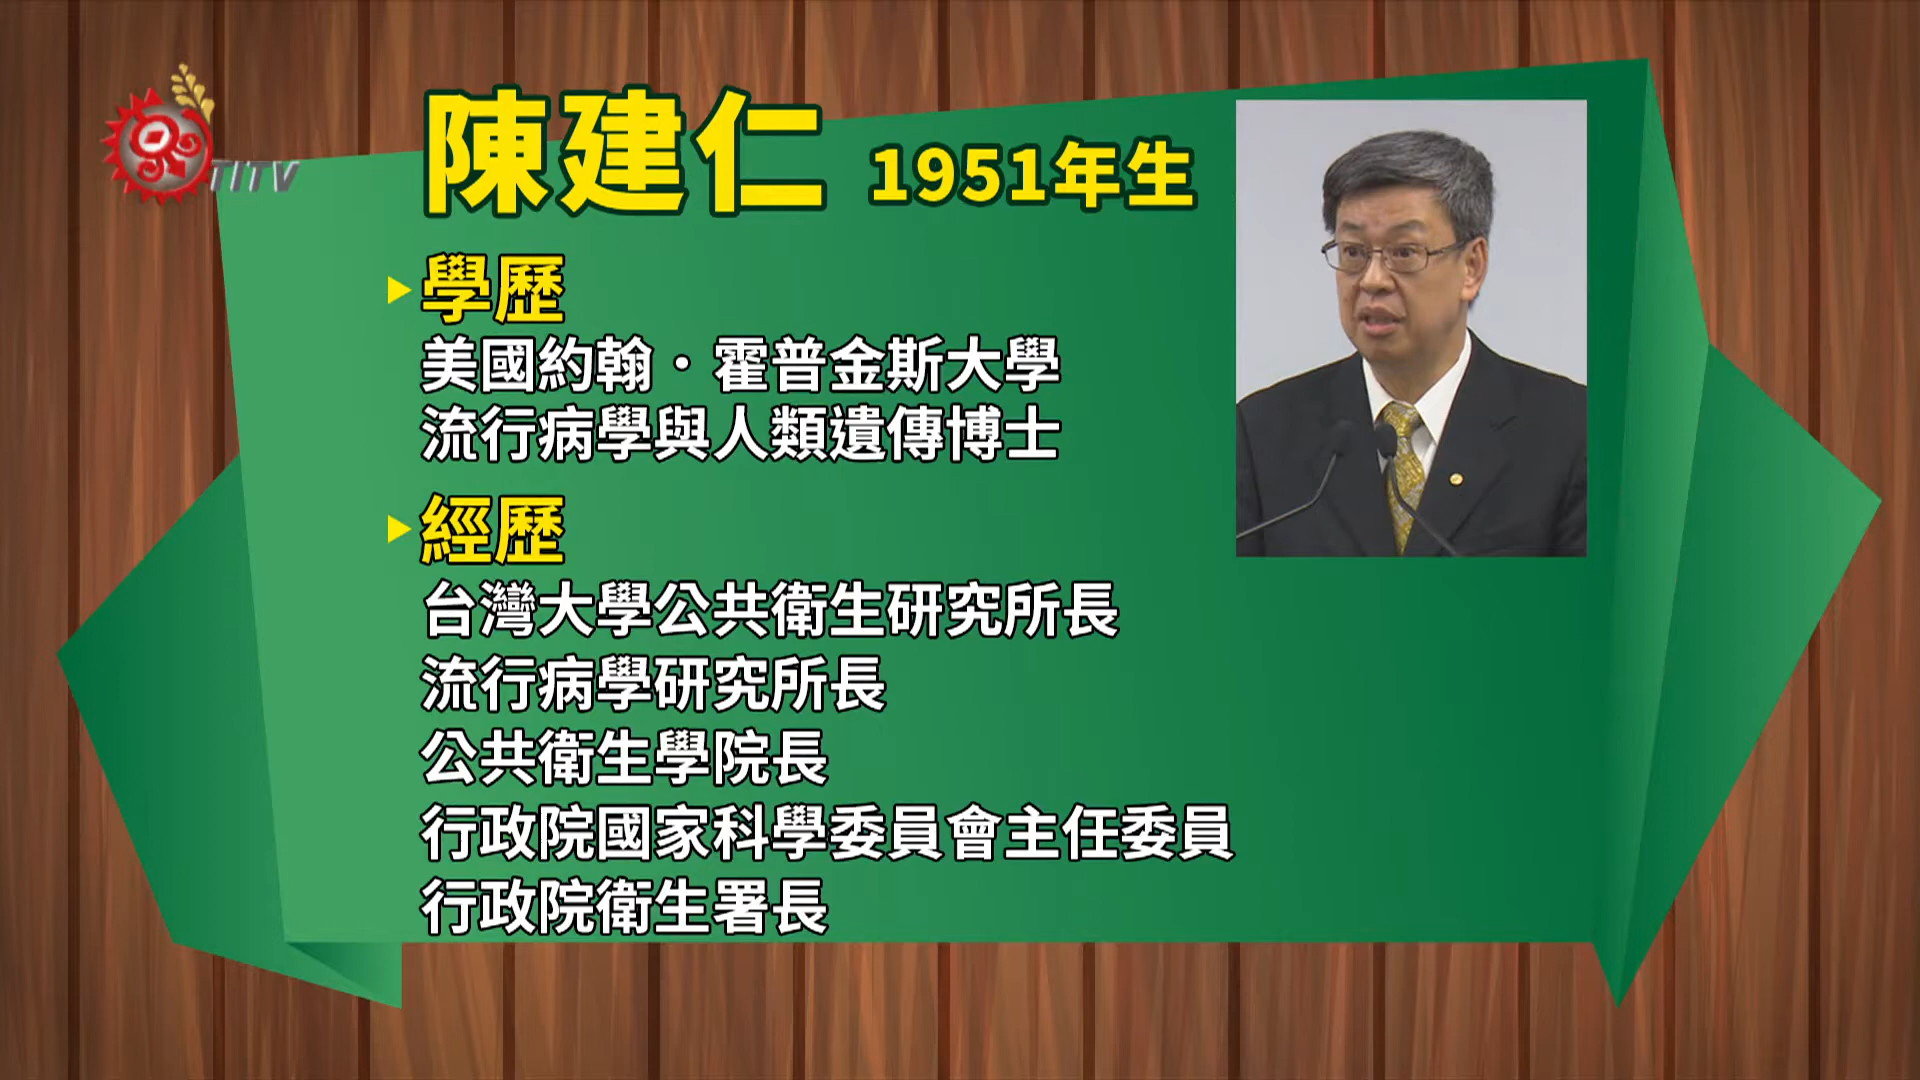 TITV
陳建仁 1951年生
學歷
美國約翰·霍普金斯大學
流行病學與人類遺傳博士
經歷
台灣大學公共衛生研究所長
流行病學研究所長
公共衛生學院長
行政院國家科學委員會主任委員
行政院衛生署長